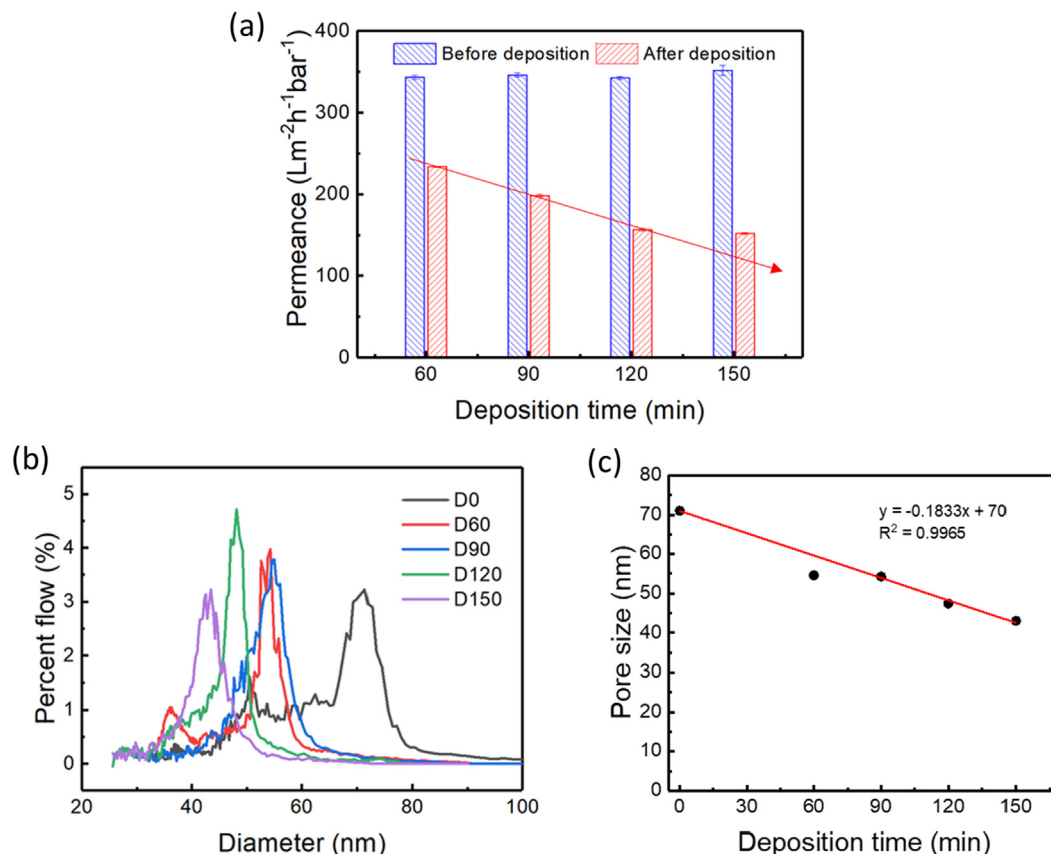 (a)
400
300
200
100
0
Before deposition
After deposition
Permeance (Lm⁻²h⁻¹bar⁻¹)
60 90 120 150
Deposition time (min)
(b)
5
4
3
2
1
0
D0
D60
D90
D120
D150
Percent flow (%)
20 40 60 80 100
Diameter (nm)
(c)
80
70
60
50
40
30
20
10
0
y = -0.1833x + 70
R² = 0.9965
Pore size (nm)
0 30 60 90 120 150
Deposition time (min)